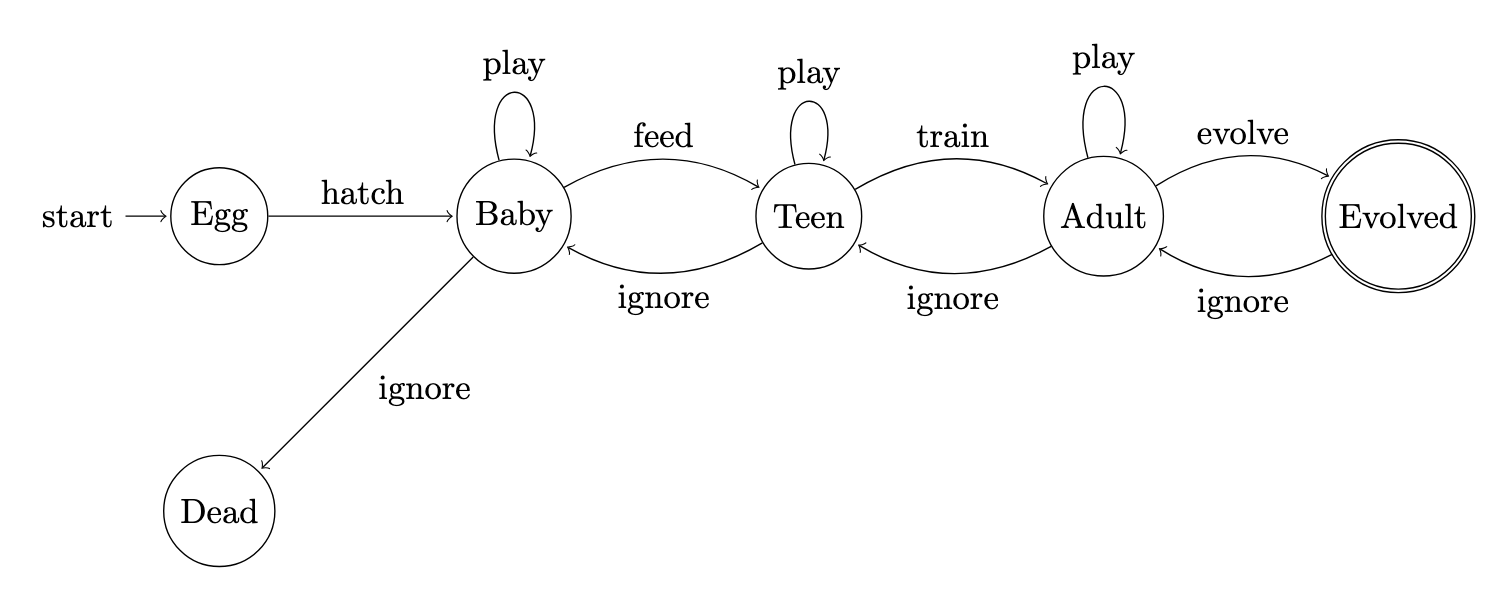 play
play
play
feed
train
evolve
hatch
start
Egg
Baby
Teen
Adult
Evolved
ignore
ignore
ignore
ignore
Dead